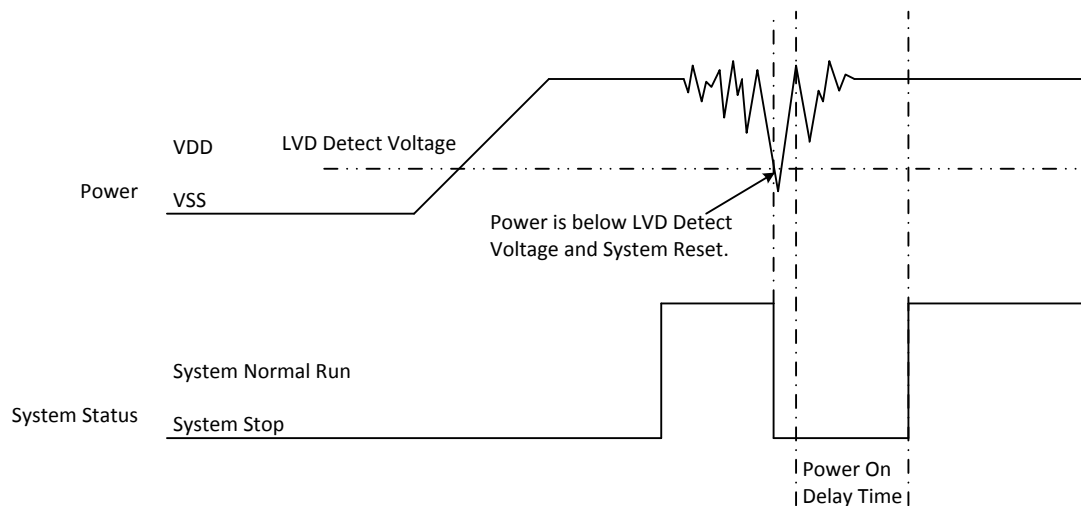 VDD
LVD Detect Voltage
Power
VSS
Power is below LVD Detect
Voltage and System Reset.
System Normal Run
System Status
System Stop
Power On
Delay Time